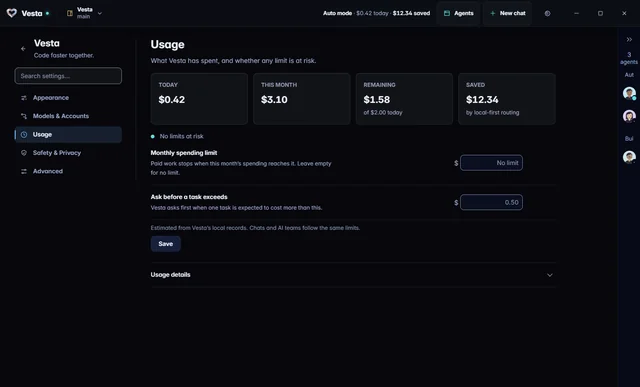 Vesta
Vesta
main
Auto mode · $0.42 today · $12.34 saved
Agents
+ New chat
Vesta
Code faster together.
Search settings...
Appearance
Models & Accounts
Usage
Safety & Privacy
Advanced
Usage
What Vesta has spent, and whether any limit is at risk.
TODAY
$0.42
THIS MONTH
$3.10
REMAINING
$1.58
of $2.00 today
SAVED
$12.34
by local-first routing
No limits at risk
Monthly spending limit
Paid work stops when this month's spending reaches it. Leave empty
for no limit.
$ No limit
Ask before a task exceeds
Vesta asks first when one task is expected to cost more than this.
$ 0.50
Estimated from Vesta's local records. Chats and AI teams follow the same limits.
Save
Usage details
3
agents
Aut
Bui